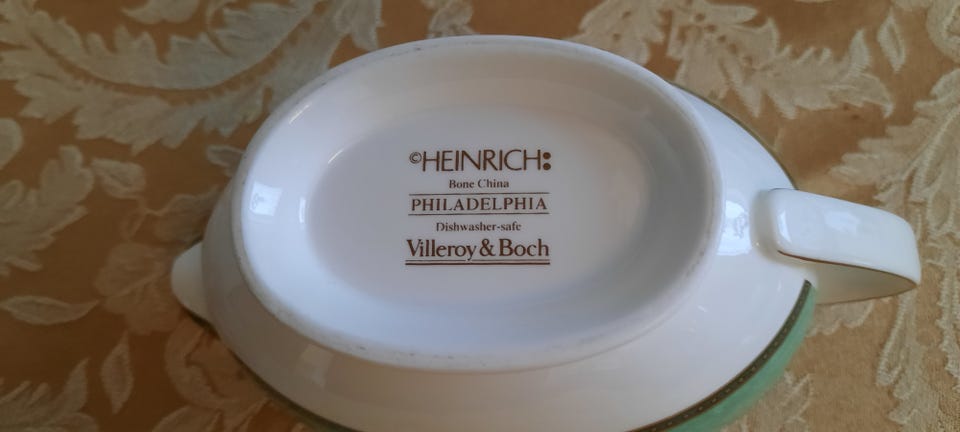 ©HEINRICH:
Bone China
PHILADELPHIA
Dishwasher-safe
Villeroy & Boch